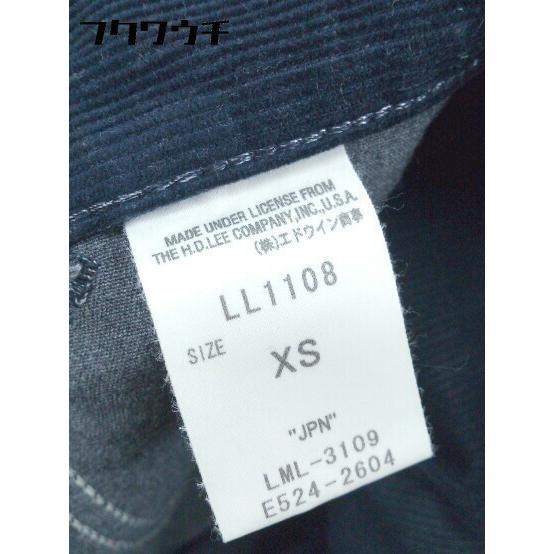 フクウチ
MADE UNDER LICENSE FROM
THE H.D.LEE COMPANY,INC.,U.S.A.
(株)エドウイン商事
LL1108
SIZE
XS
"JPN"
LML-3109
E524-2604